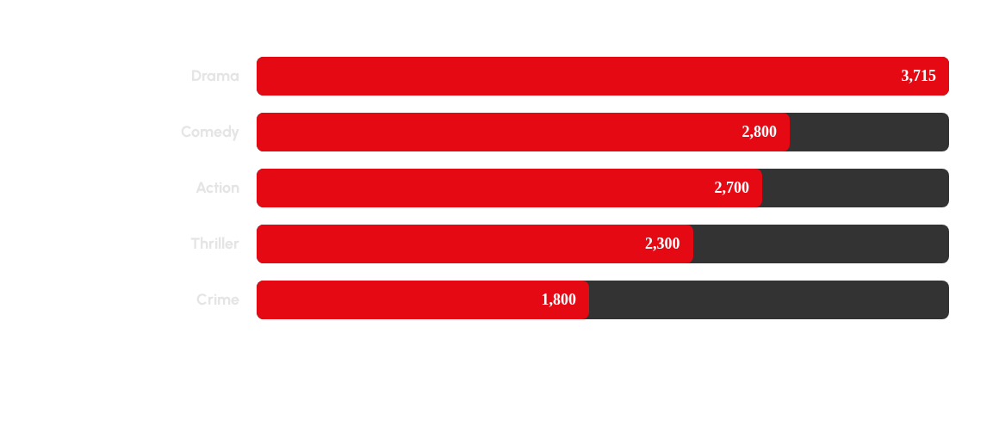 Drama 3,715
Comedy 2,800
Action 2,700
Thriller 2,300
Crime 1,800